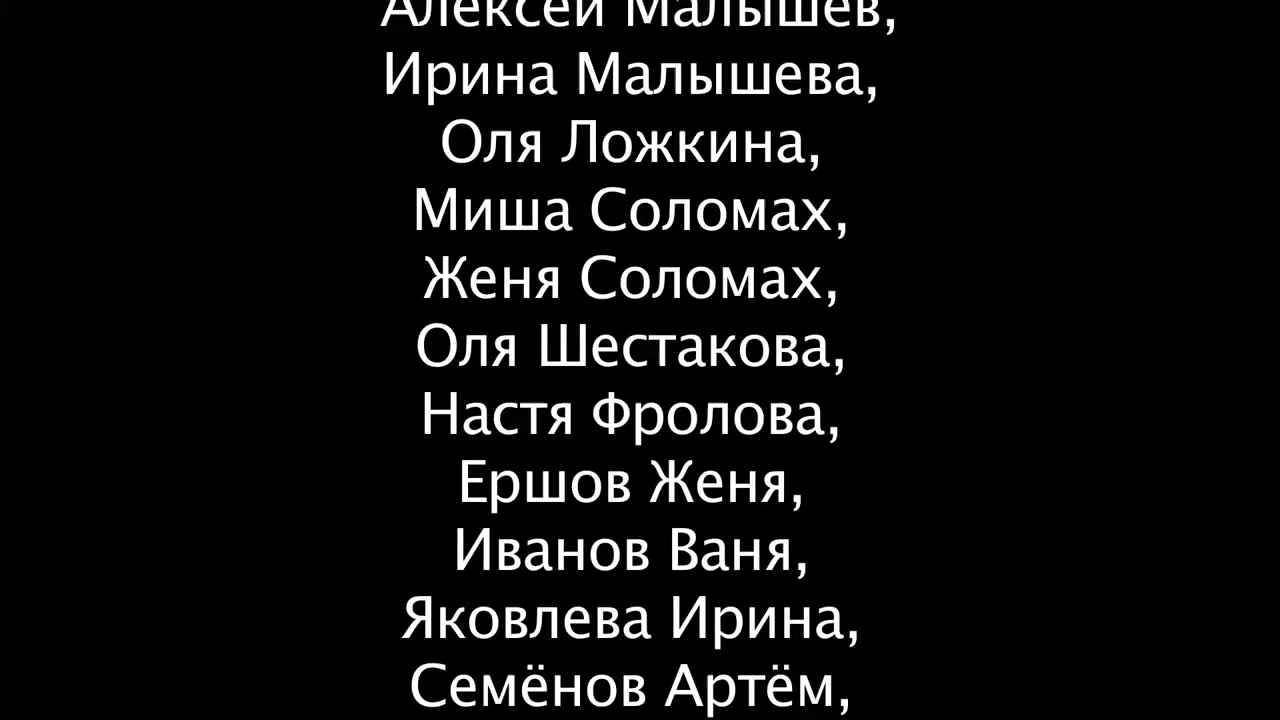 Алексей Малышев,
Ирина Малышева,
Оля Ложкина,
Миша Соломах,
Женя Соломах,
Оля Шестакова,
Настя Фролова,
Ершов Женя,
Иванов Ваня,
Яковлева Ирина,
Семёнов Артём,